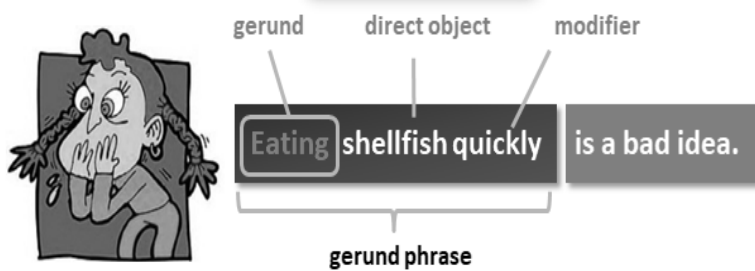 gerund direct object modifier
Eating shellfish quickly is a bad idea.
gerund phrase